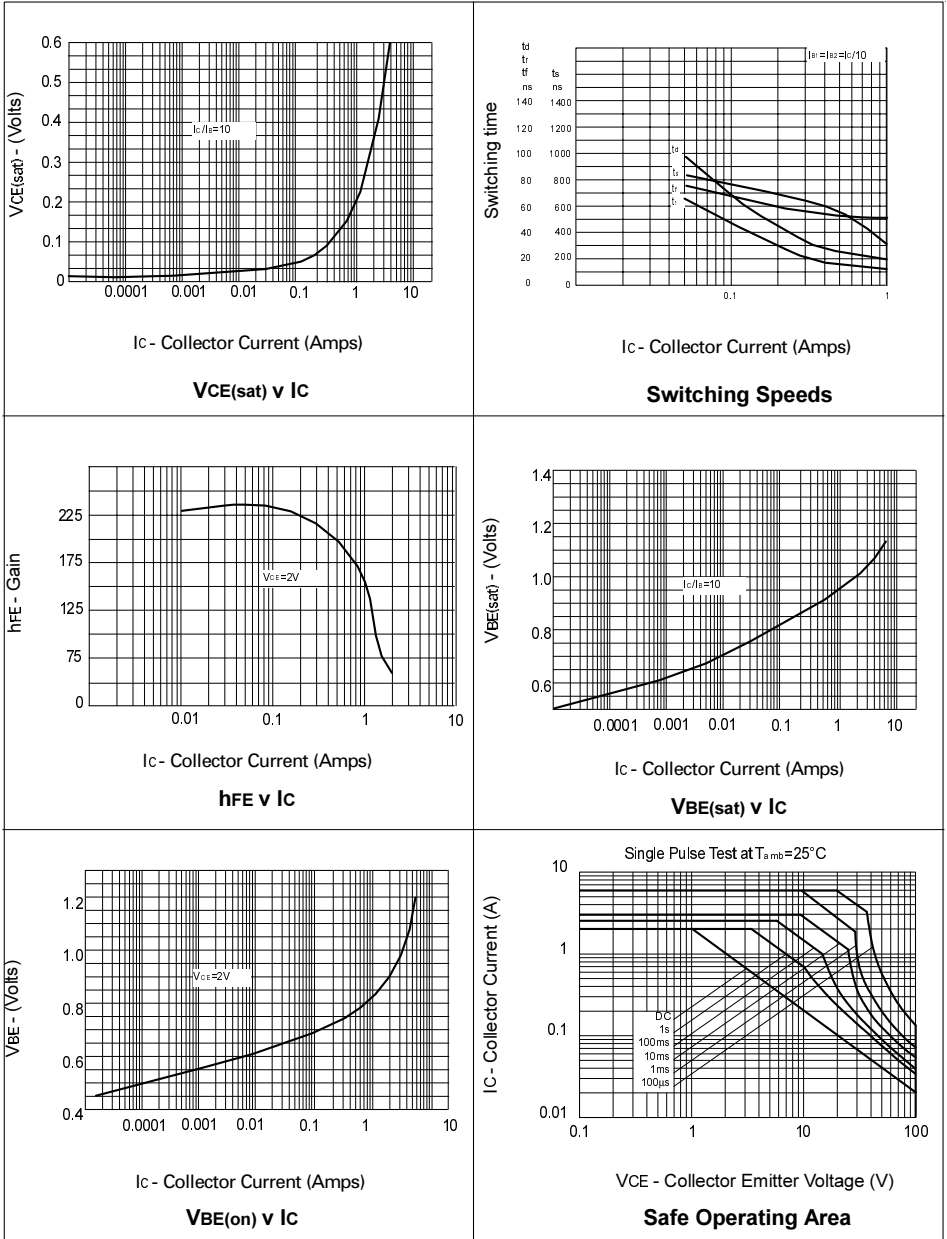 0.6
0.5
0.4
0.3
0.2
0.1
0
VCE(sat) - (Volts)
IC/IB=10
0.0001 0.001 0.01 0.1 1 10
IC - Collector Current (Amps)
VCE(sat) v IC
td
tr
tf ts
ns ns
140 1400
120 1200
100 1000
80 800
60 600
40 400
20 200
0 0
Switching time
IB1=IB2=IC/10
td
ts
0.1 1
IC - Collector Current (Amps)
Switching Speeds
225
175
125
75
0
hFE - Gain
VCE=2V
0.01 0.1 1 10
IC - Collector Current (Amps)
hFE v IC
1.4
1.2
1.0
0.8
0.6
VBE(sat) - (Volts)
IC/IB=10
0.0001 0.001 0.01 0.1 1 10
IC - Collector Current (Amps)
VBE(sat) v IC
1.2
1.0
0.8
0.6
0.4
VBE - (Volts)
VCE=2V
0.0001 0.001 0.01 0.1 1 10
IC - Collector Current (Amps)
VBE(on) v IC
Single Pulse Test at Tamb=25°C
10
1
0.1
0.01
IC - Collector Current (A)
DC
1s
100ms
10ms
1ms
100µs
0.1 1 10 100
VCE - Collector Emitter Voltage (V)
Safe Operating Area